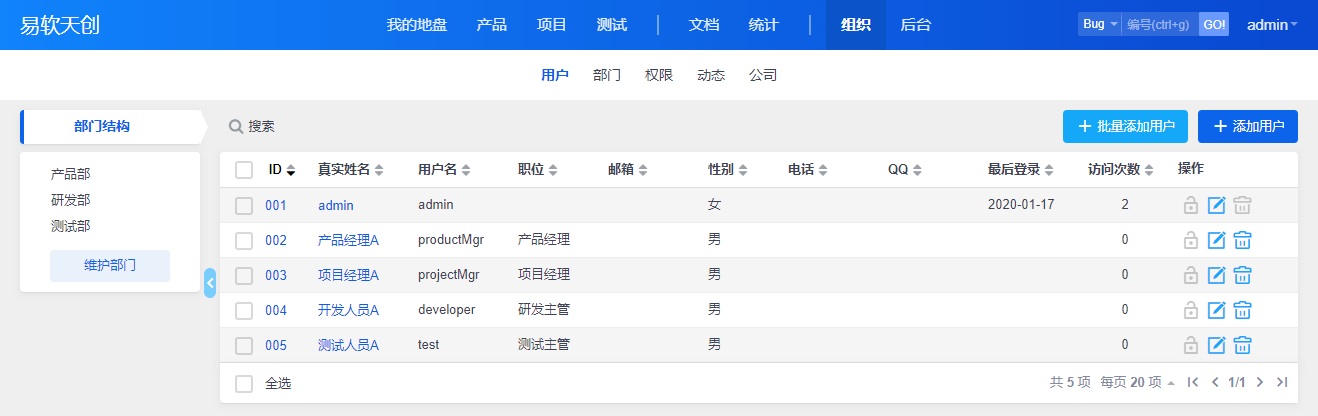 易软天创 我的地盘 产品 项目 测试 文档 统计 组织 后台 Bug 编号(ctrl+g) GO! admin
用户 部门 权限 动态 公司
部门结构 搜索 批量添加用户 添加用户
产品部
研发部
测试部
维护部门
ID 真实姓名 用户名 职位 邮箱 性别 电话 QQ 最后登录 访问次数 操作
001 admin admin 女 2020-01-17 2
002 产品经理A productMgr 产品经理 男 0
003 项目经理A projectMgr 项目经理 男 0
004 开发人员A developer 研发主管 男 0
005 测试人员A test 测试主管 男 0
全选 共 5 项 每页 20 项 1/1